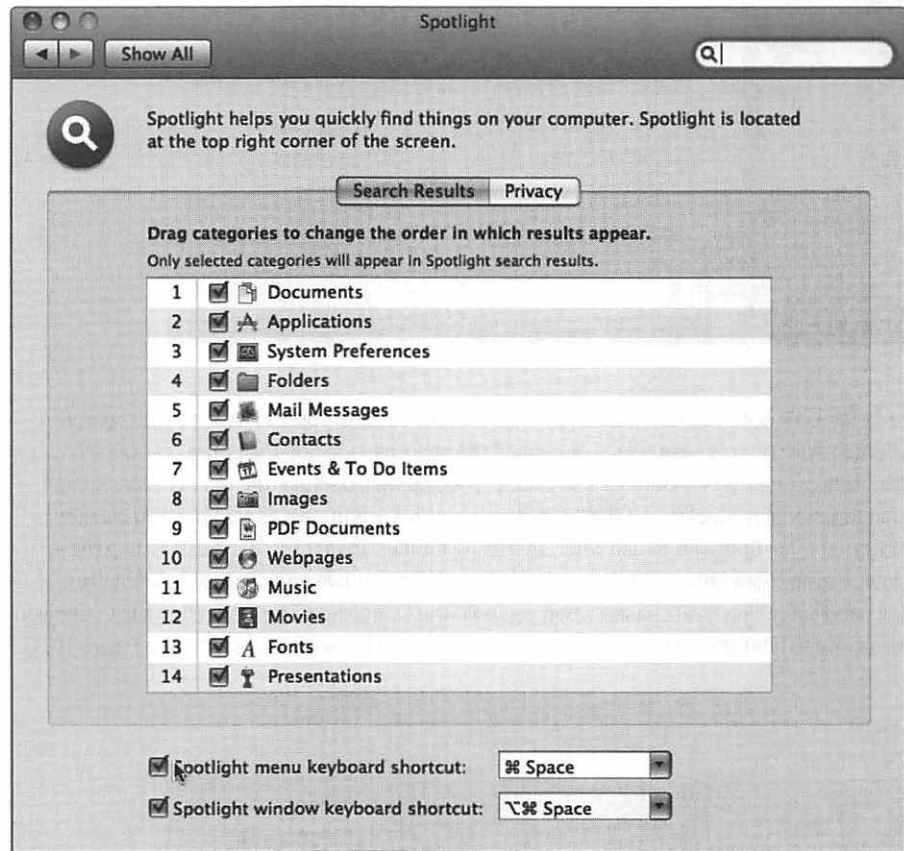 Spotlight
Show All
Spotlight helps you quickly find things on your computer. Spotlight is located
at the top right corner of the screen.
Search Results Privacy
Drag categories to change the order in which results appear.
Only selected categories will appear in Spotlight search results.
1 Documents
2 Applications
3 System Preferences
4 Folders
5 Mail Messages
6 Contacts
7 Events & To Do Items
8 Images
9 PDF Documents
10 Webpages
11 Music
12 Movies
13 Fonts
14 Presentations
Spotlight menu keyboard shortcut: ⌘ Space
Spotlight window keyboard shortcut: ⌥⌘ Space